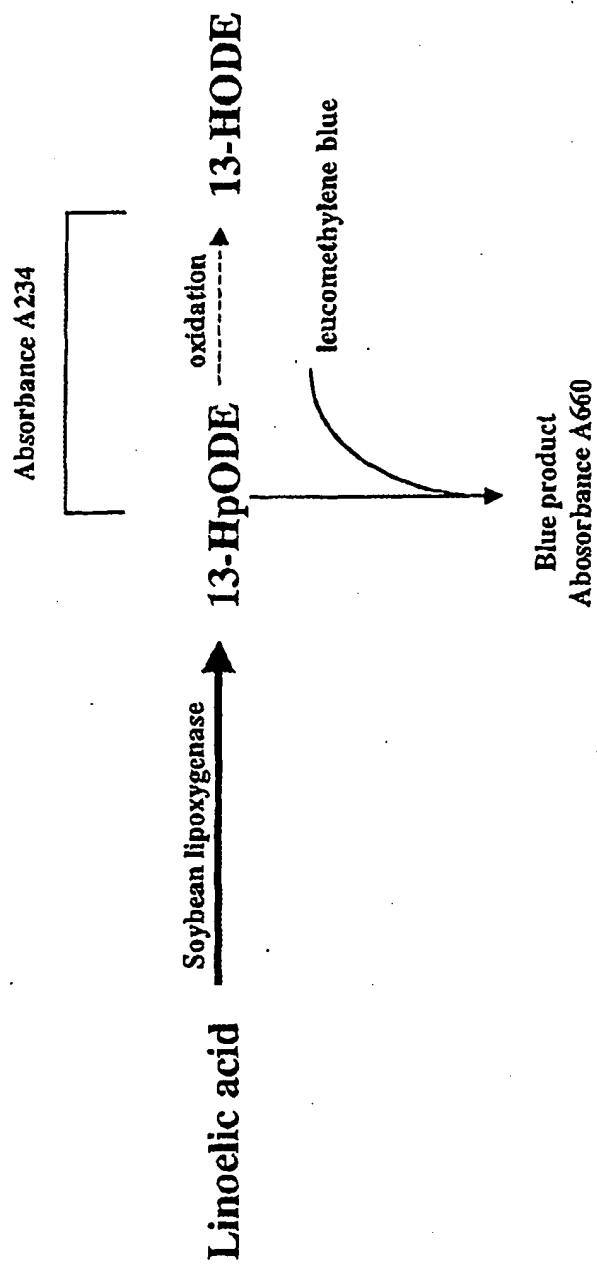 Absorbance A234
Linoelic acid
Soybean lipoxygenase
13-HpODE
oxidation
13-HODE
leucomethylene blue
Blue product
Abosorbance A660